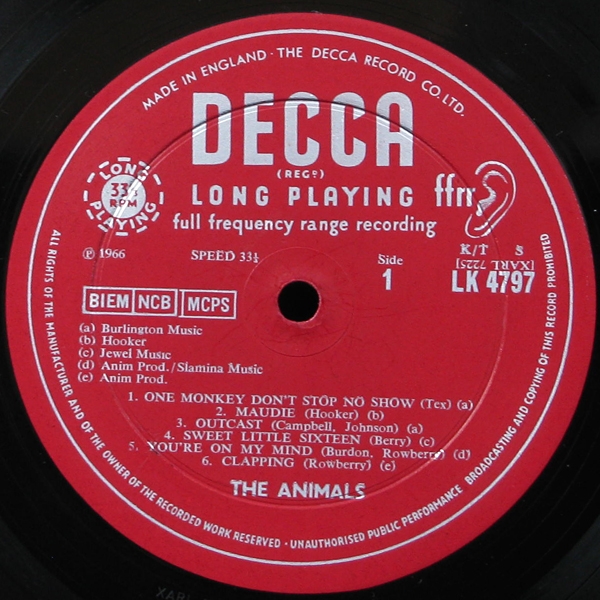 MADE IN ENGLAND · THE DECCA RECORD CO. LTD.
DECCA
(REGD)
LONG PLAYING
ffrr
full frequency range recording
LONG PLAYING
33⅓
RPM
Ⓟ 1966
SPEED 33⅓
K/T S
[XARL 7225]
Side
1
LK 4797
BIEM NCB MCPS
(a) Burlington Music
(b) Hooker
(c) Jewel Music
(d) Anim Prod./Slamina Music
(e) Anim Prod.
1. ONE MONKEY DON'T STOP NO SHOW (Tex) (a)
2. MAUDIE (Hooker) (b)
3. OUTCAST (Campbell, Johnson) (a)
4. SWEET LITTLE SIXTEEN (Berry) (c)
5. YOU'RE ON MY MIND (Burdon, Rowberry) (d)
6. CLAPPING (Rowberry) (e)
THE ANIMALS
ALL RIGHTS OF THE MANUFACTURER AND OF THE OWNER OF THE RECORDED WORK RESERVED · UNAUTHORISED PUBLIC PERFORMANCE BROADCASTING AND COPYING OF THIS RECORD PROHIBITED